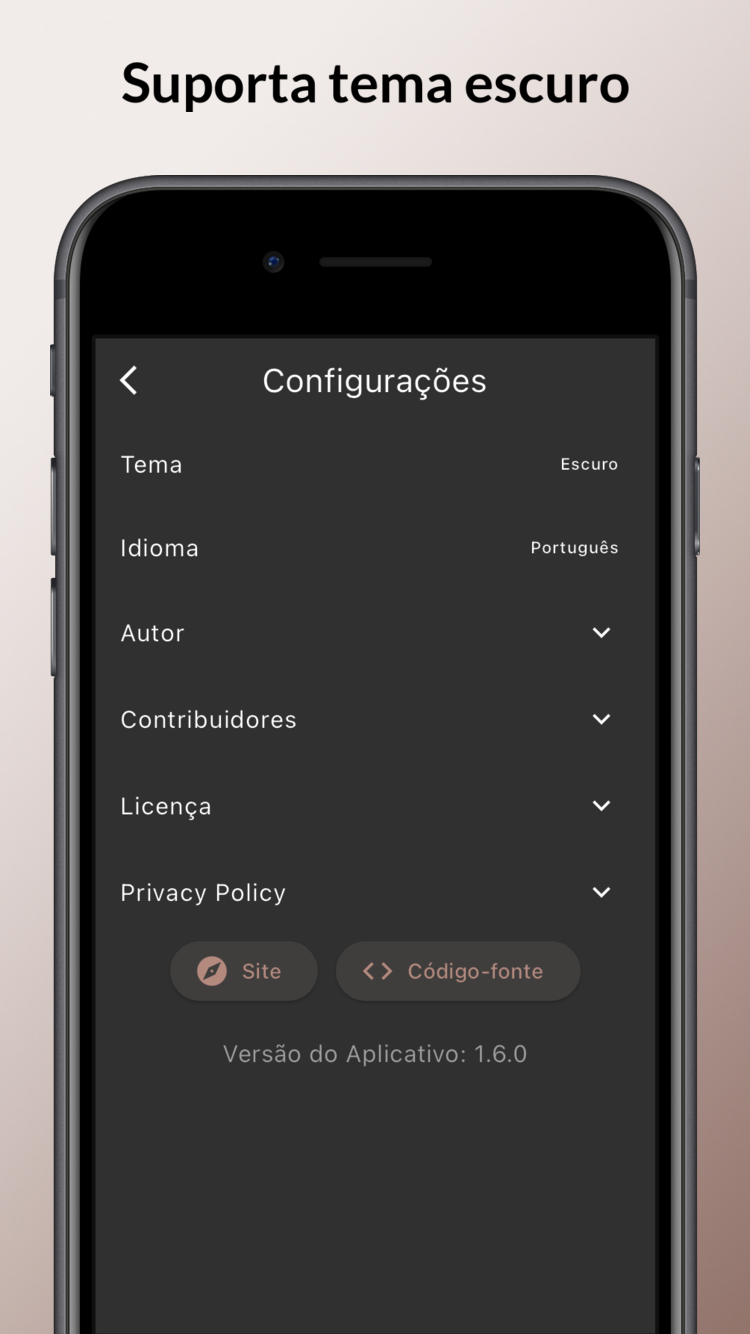 Suporta tema escuro
Configurações
Tema Escuro
Idioma Português
Autor
Contribuidores
Licença
Privacy Policy
Site Código-fonte
Versão do Aplicativo: 1.6.0